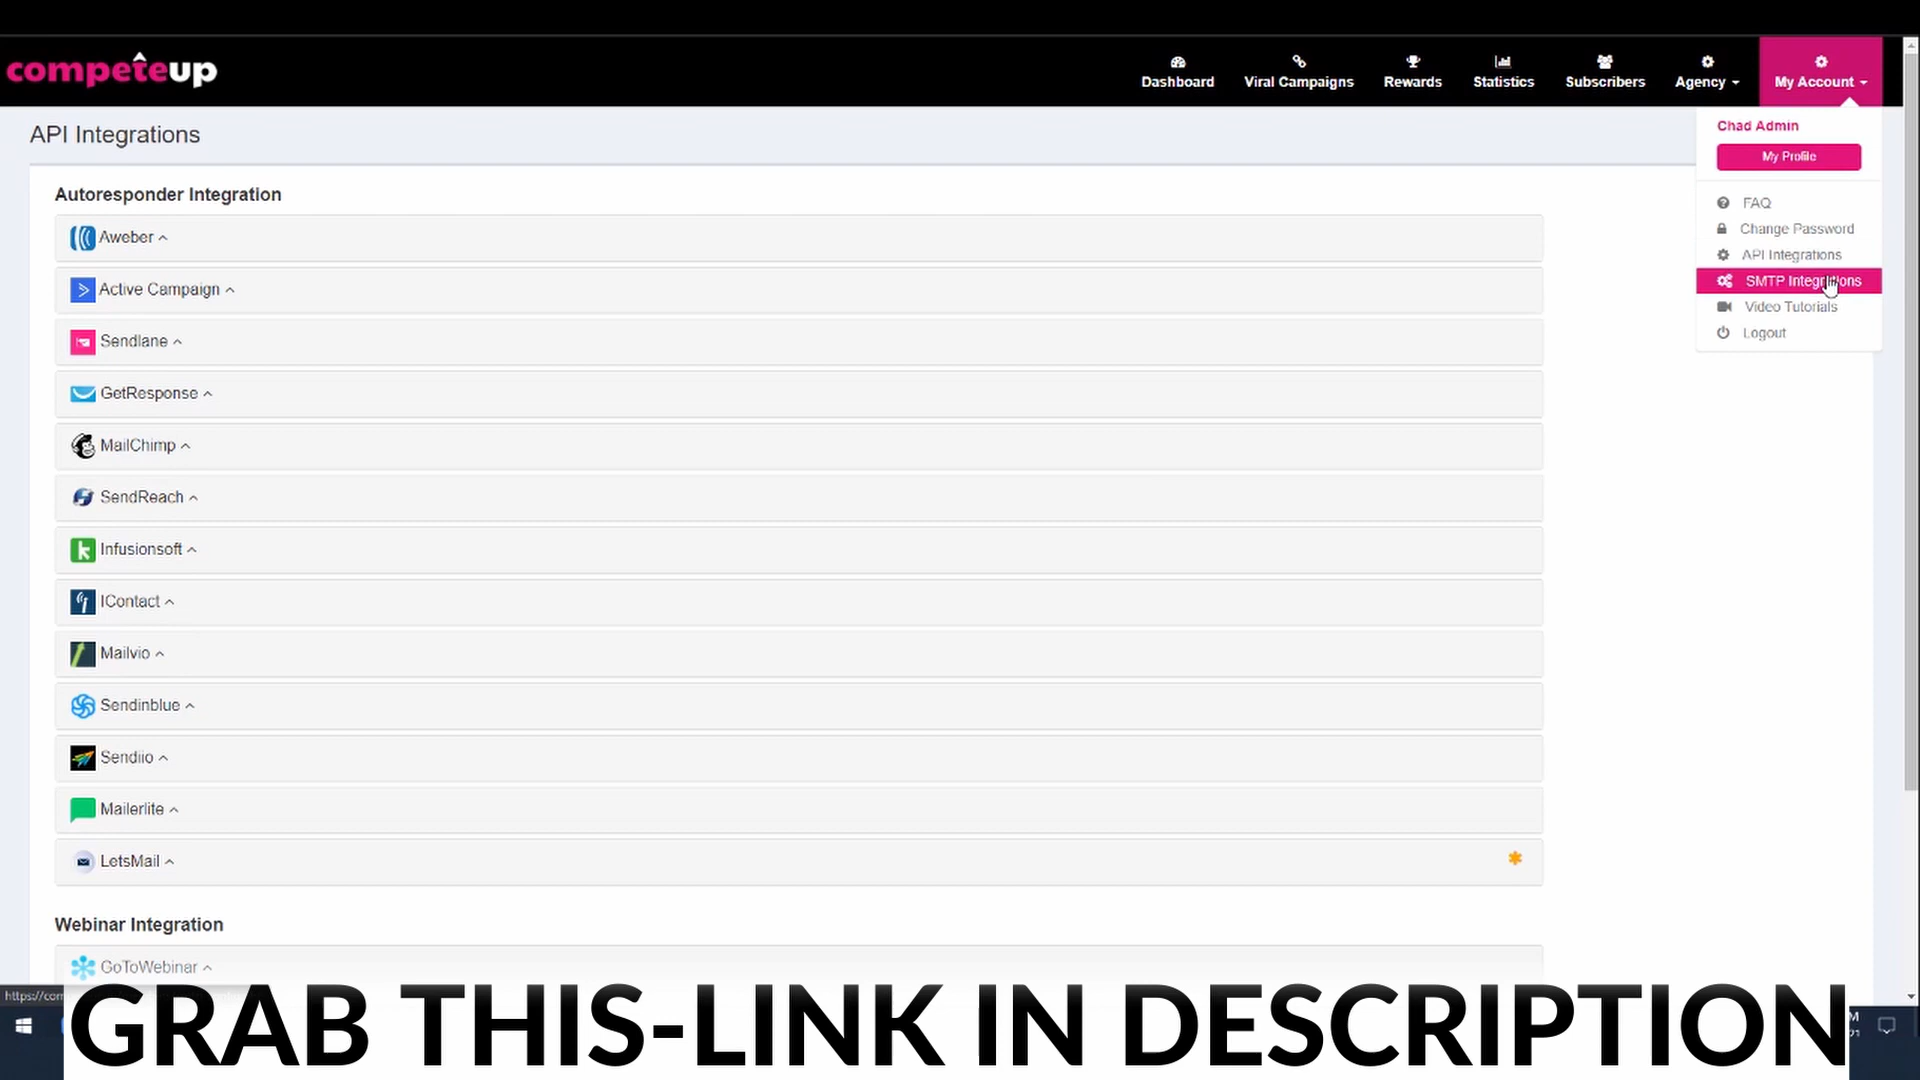 competeup
Dashboard
Viral Campaigns
Rewards
Statistics
Subscribers
Agency
My Account
API Integrations
Chad Admin
My Profile
FAQ
Change Password
API Integrations
SMTP Integrations
Video Tutorials
Logout
Autoresponder Integration
Aweber
Active Campaign
Sendlane
GetResponse
MailChimp
SendReach
Infusionsoft
IContact
Mailvio
Sendinblue
Sendiio
Mailerlite
LetsMail
Webinar Integration
GoToWebinar
https://com
GRAB THIS-LINK IN DESCRIPTION